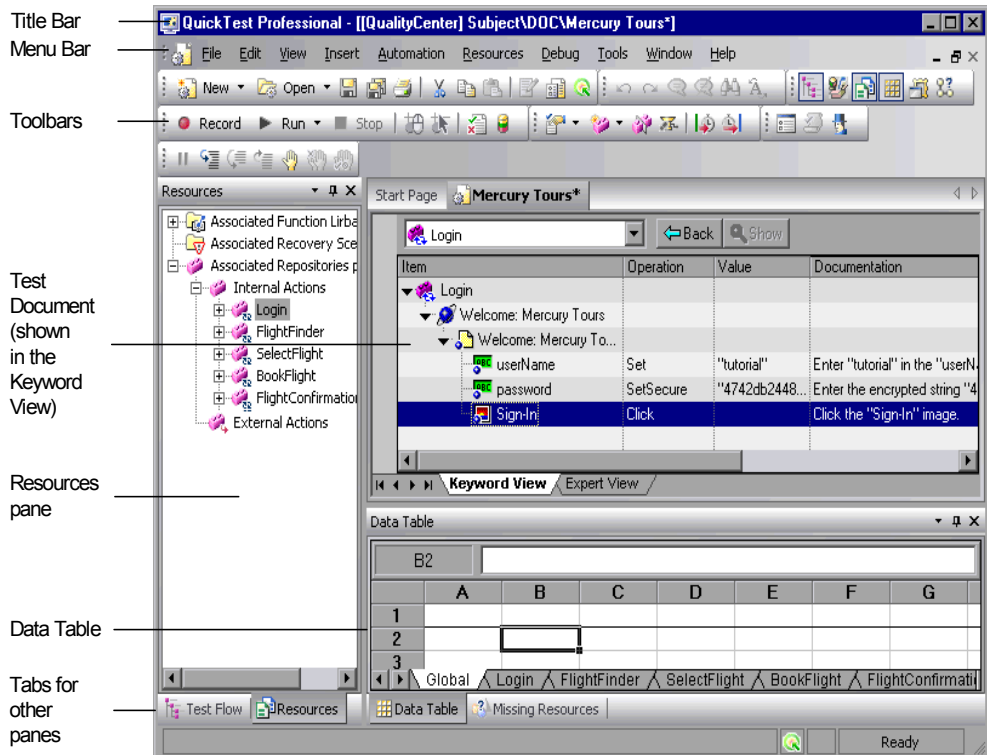 Title Bar
QuickTest Professional - [[QualityCenter] Subject\DOC\Mercury Tours*]
Menu Bar
File Edit View Insert Automation Resources Debug Tools Window Help
New Open
Toolbars
Record Run Stop
Resources
Associated Function Lirba
Associated Recovery Sce
Associated Repositories p
Internal Actions
Login
FlightFinder
SelectFlight
BookFlight
FlightConfirmation
External Actions
Start Page Mercury Tours*
Login Back Show
Item Operation Value Documentation
Login
Welcome: Mercury Tours
Welcome: Mercury To...
userName Set "tutorial" Enter "tutorial" in the "userN
password SetSecure "4742db2448... Enter the encrypted string "4
Sign-In Click Click the "Sign-In" image.
Keyword View Expert View
Test
Document
(shown
in the
Keyword
View)
Resources
pane
Data Table
B2
A B C D E F G
1
2
3
Global Login FlightFinder SelectFlight BookFlight FlightConfirmati
Data Table
Tabs for
other
panes
Test Flow Resources
Data Table Missing Resources
Ready